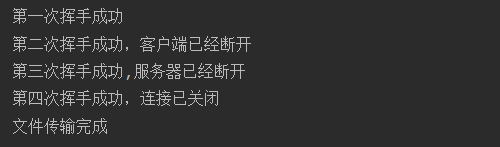 第一次挥手成功
第二次挥手成功，客户端已经断开
第三次挥手成功,服务器已经断开
第四次挥手成功，连接已关闭
文件传输完成